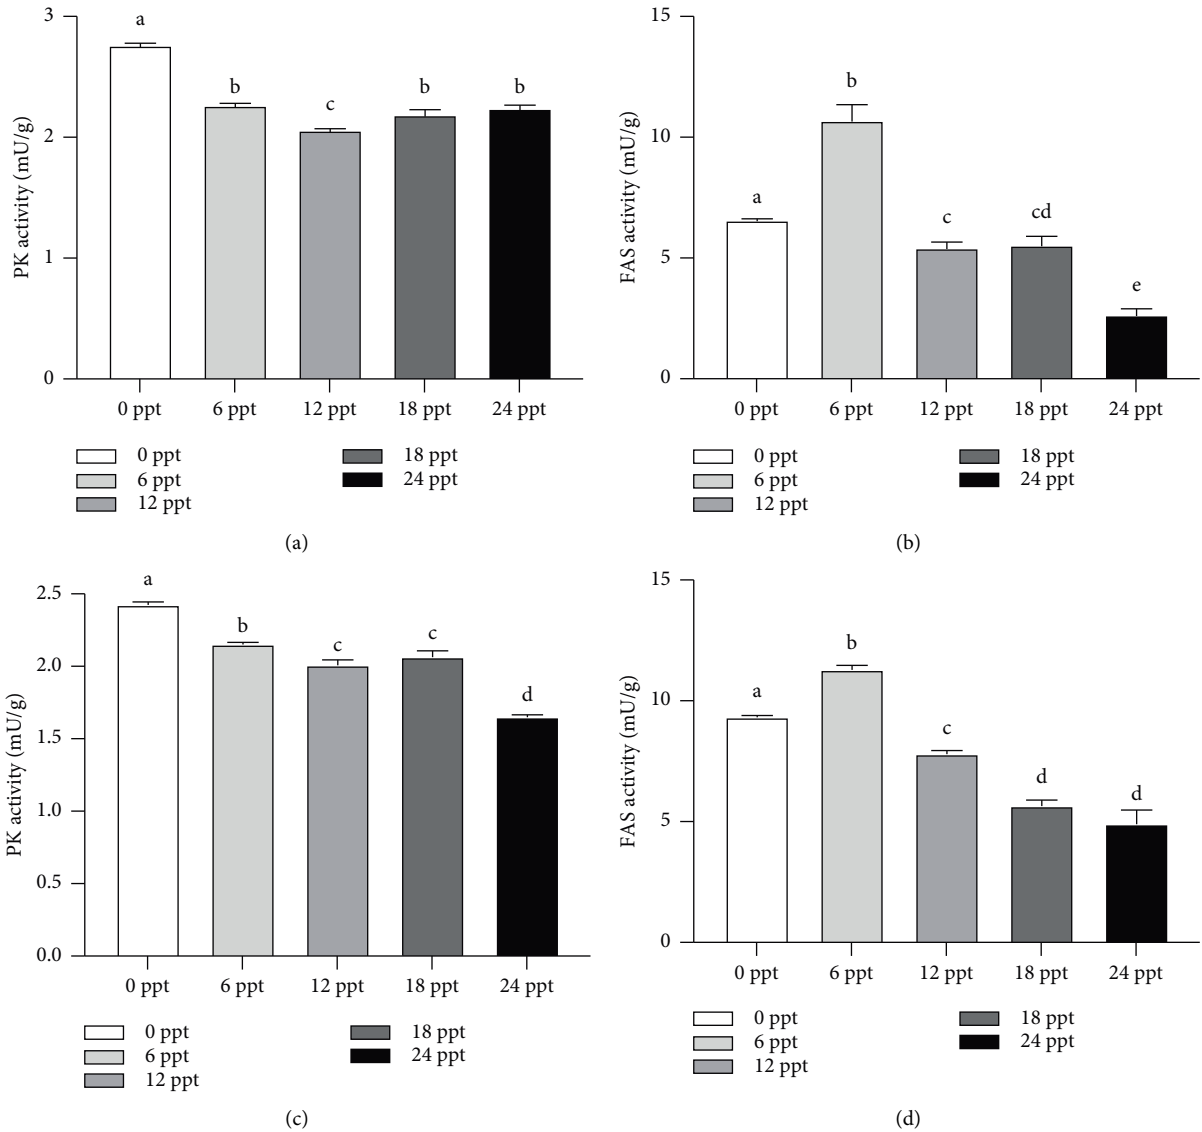 PK activity (mU/g)
3
2
1
0
a
b
c
b
b
0 ppt 6 ppt 12 ppt 18 ppt 24 ppt
0 ppt
6 ppt
12 ppt
18 ppt
24 ppt
(a)
FAS activity (mU/g)
15
10
5
0
a
b
c
cd
e
0 ppt 6 ppt 12 ppt 18 ppt 24 ppt
0 ppt
6 ppt
12 ppt
18 ppt
24 ppt
(b)
PK activity (mU/g)
2.5
2.0
1.5
1.0
0.5
0.0
a
b
c
c
d
0 ppt 6 ppt 12 ppt 18 ppt 24 ppt
0 ppt
6 ppt
12 ppt
18 ppt
24 ppt
(c)
FAS activity (mU/g)
15
10
5
0
a
b
c
d
d
0 ppt 6 ppt 12 ppt 18 ppt 24 ppt
0 ppt
6 ppt
12 ppt
18 ppt
24 ppt
(d)